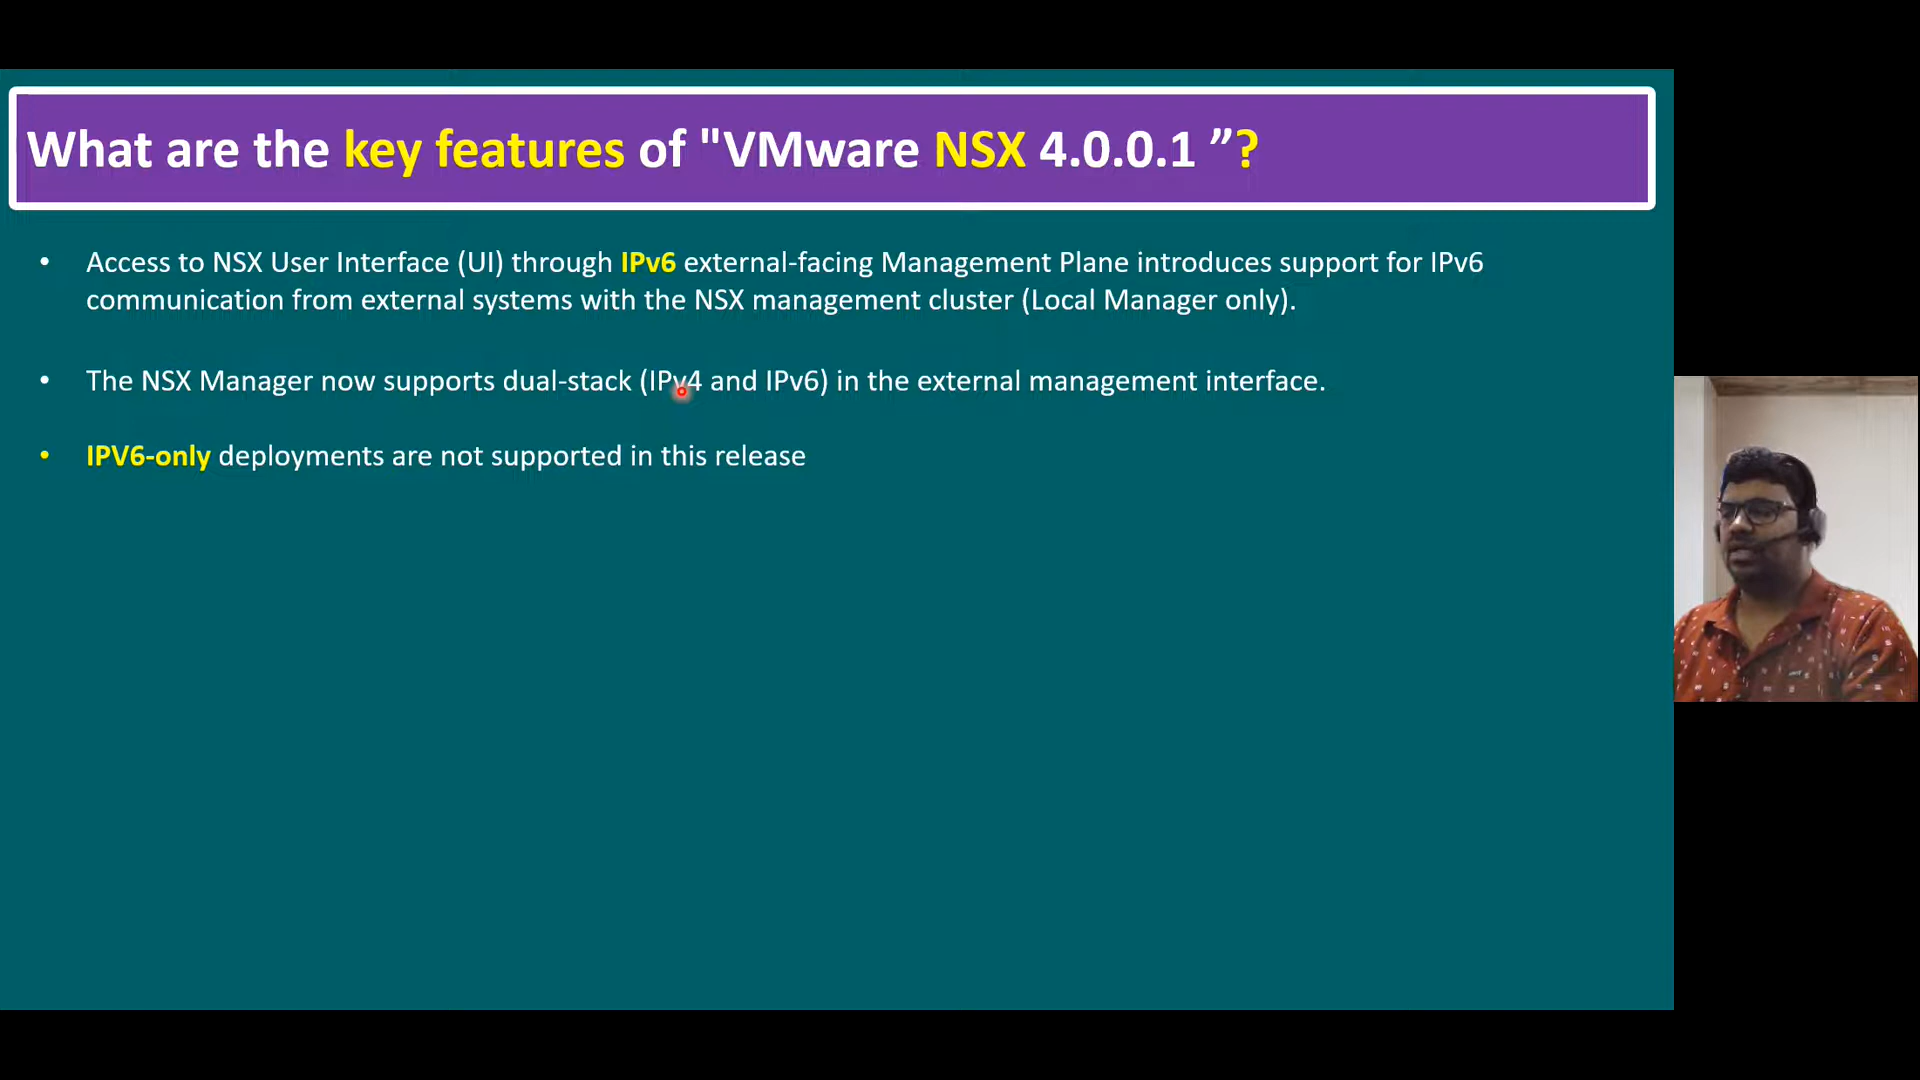 What are the key features of "VMware NSX 4.0.0.1 ”?
• Access to NSX User Interface (UI) through IPv6 external-facing Management Plane introduces support for IPv6
communication from external systems with the NSX management cluster (Local Manager only).
• The NSX Manager now supports dual-stack (IPv4 and IPv6) in the external management interface.
• IPV6-only deployments are not supported in this release